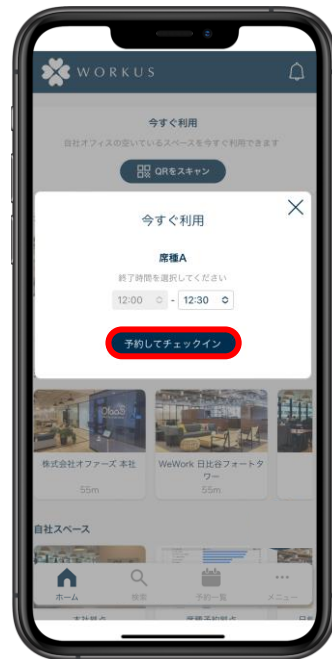 WORKUS
今すぐ利用
自社オフィスの空いているスペースを今すぐ利用できます
QRをスキャン
今すぐ利用
席種A
終了時間を選択してください
12:00 - 12:30
予約してチェックイン
株式会社オファーズ 本社
55m
WeWork 日比谷フォートタ
ワー
55m
自社スペース
ホーム
検索
予約一覧
メニュー